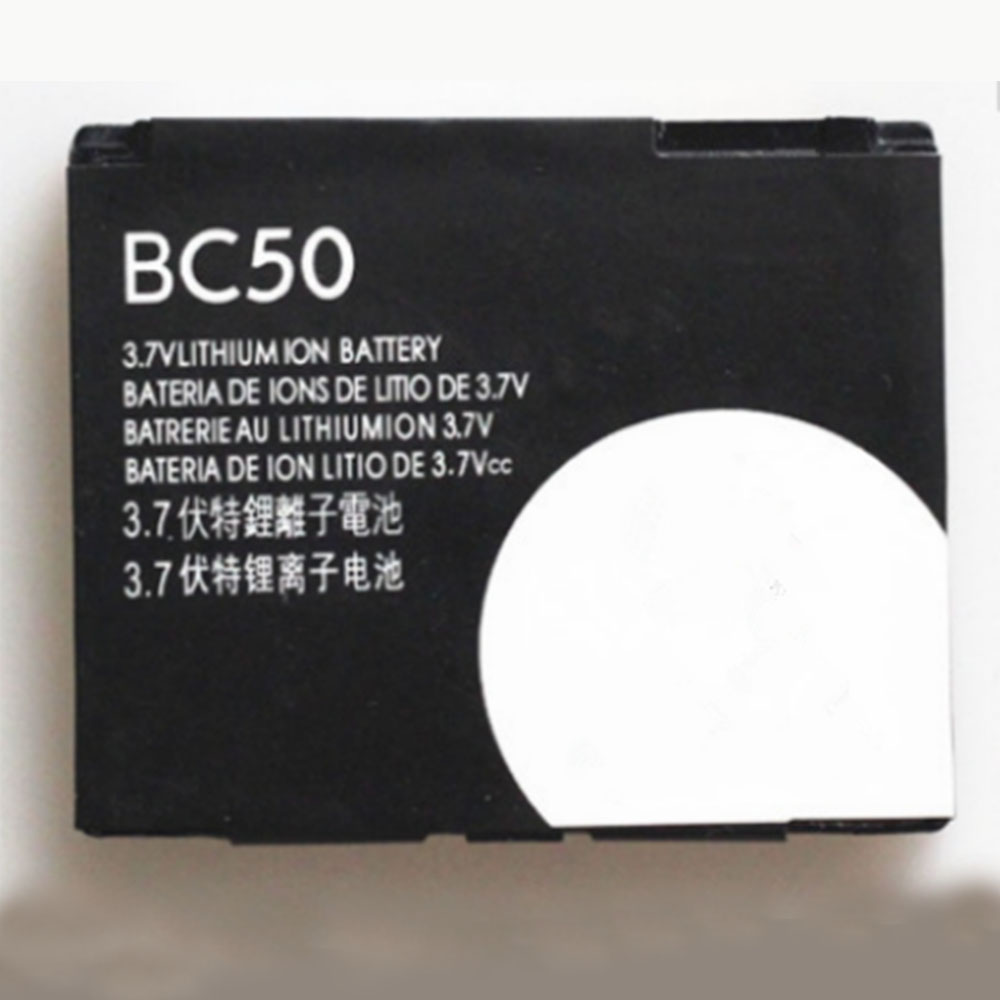 BC50
3.7VLITHIUM ION BATTERY
BATERIA DE IONS DE LITIO DE 3.7V
BATRERIE AU LITHIUMION 3.7V
BATERIA DE ION LITIO DE 3.7Vcc
3.7伏特鋰離子電池
3.7伏特锂离子电池